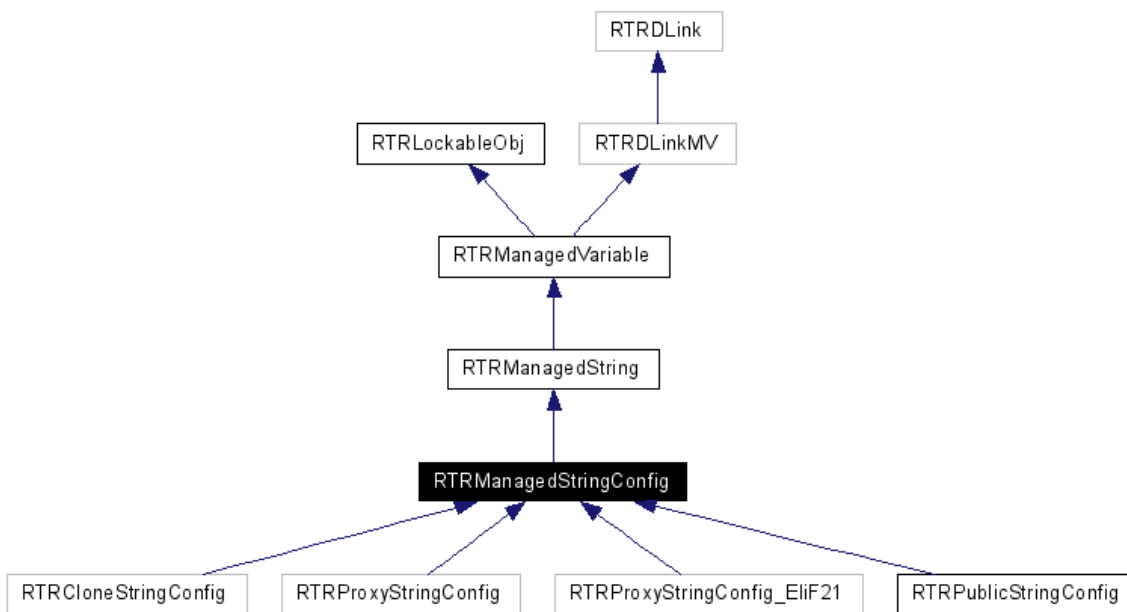 RTRDLink
RTRLockableObj
RTRDLinkMV
RTRManagedVariable
RTRManagedString
RTRManagedStringConfig
RTRCloneStringConfig
RTRProxyStringConfig
RTRProxyStringConfig_EliF21
RTRPublicStringConfig